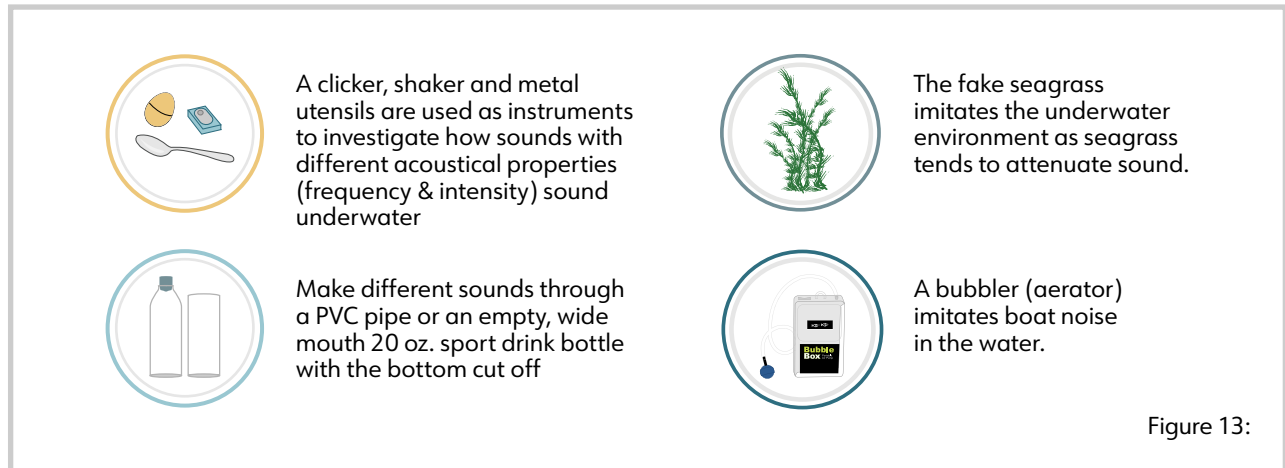 A clicker, shaker and metal
utensils are used as instruments
to investigate how sounds with
different acoustical properties
(frequency & intensity) sound
underwater
The fake seagrass
imitates the underwater
environment as seagrass
tends to attenuate sound.
Make different sounds through
a PVC pipe or an empty, wide
mouth 20 oz. sport drink bottle
with the bottom cut off
Bubble
Box
A bubbler (aerator)
imitates boat noise
in the water.
Figure 13: